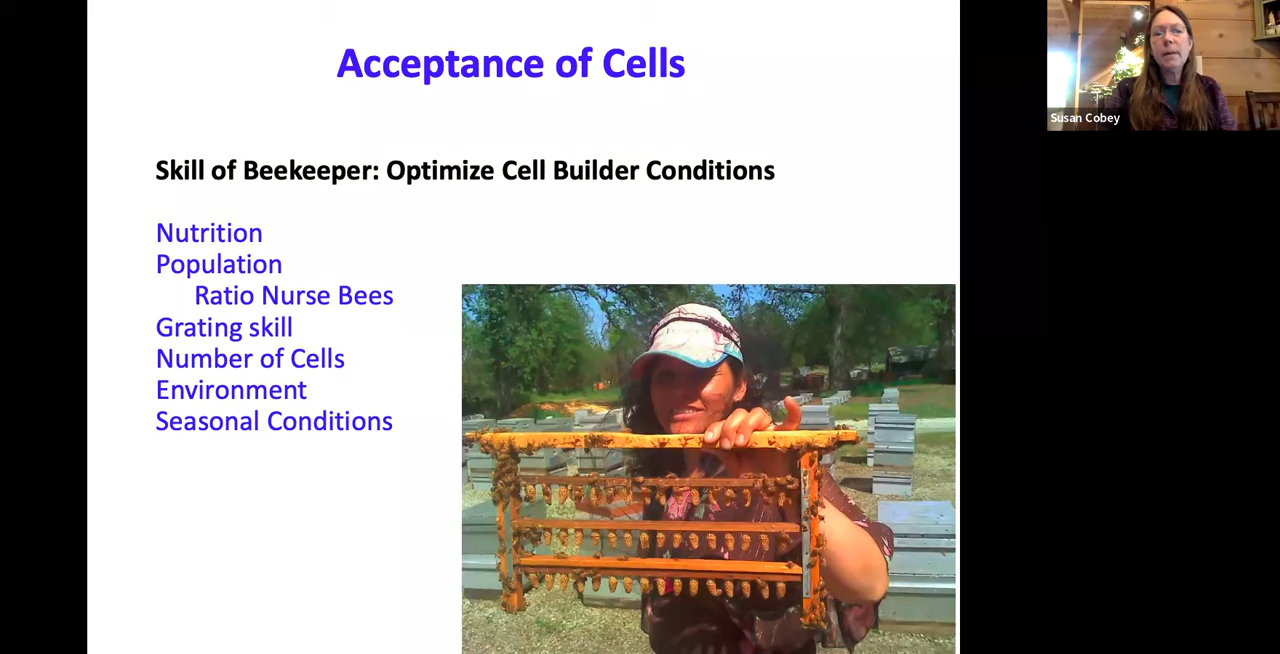 Acceptance of Cells
Skill of Beekeeper: Optimize Cell Builder Conditions
Nutrition
Population
Ratio Nurse Bees
Grating skill
Number of Cells
Environment
Seasonal Conditions
Susan Cobey